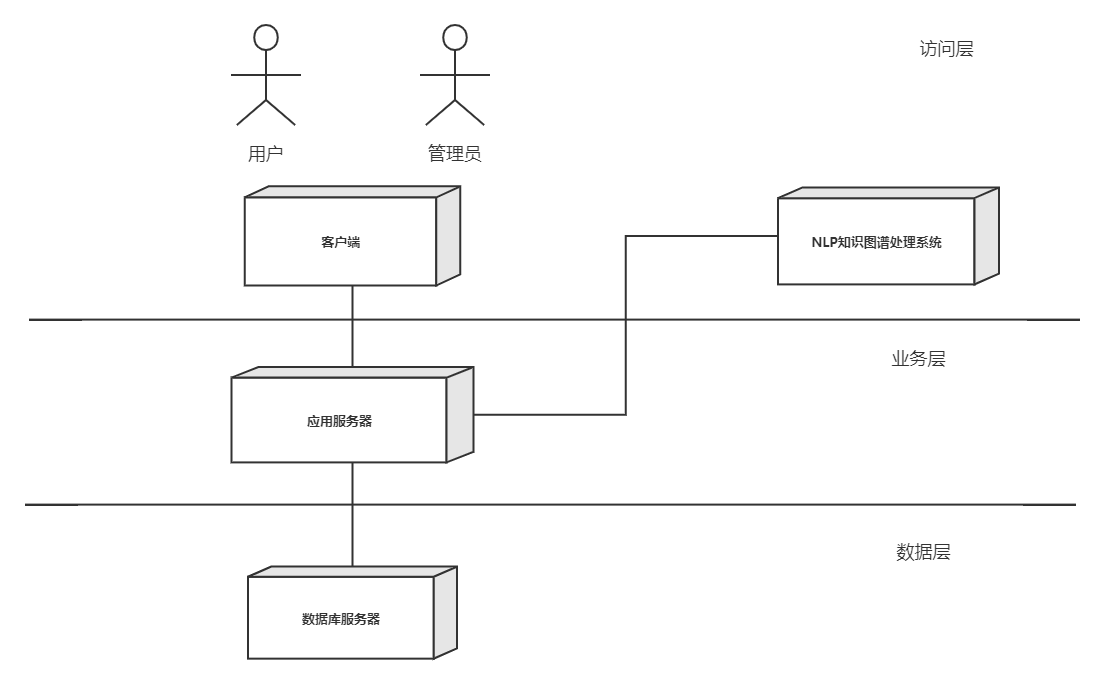 访问层
用户
管理员
客户端
NLP知识图谱处理系统
业务层
应用服务器
数据层
数据库服务器